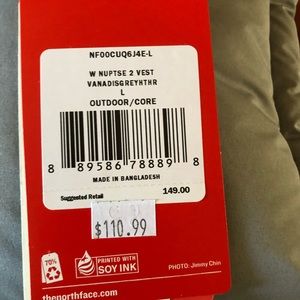 NF00CUQ6J4E-L
W NUPTSE 2 VEST
VANADISGREYHTHR
L
OUTDOOR/CORE
8 89586 78889 8
MADE IN BANGLADESH
Suggested Retail 149.00
$110.99
70%
PRINTED WITH
SOY INK
PHOTO: Jimmy Chin
thenorthface.com